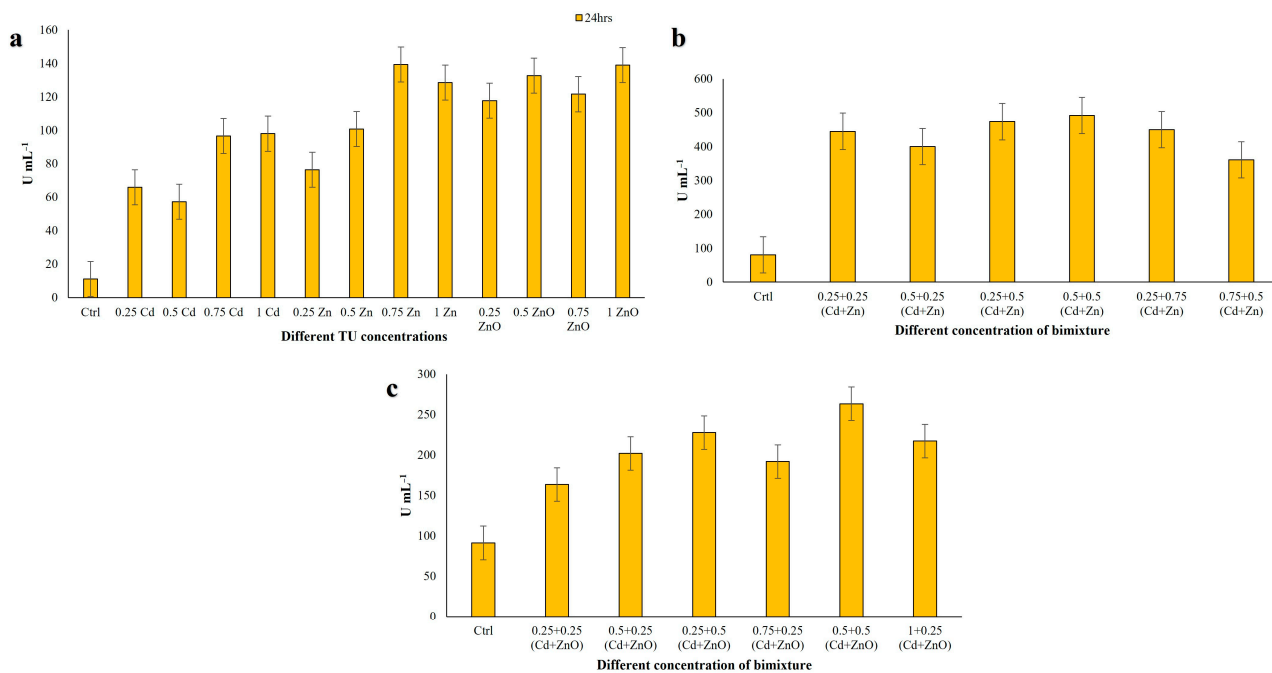 24hrs
a
160
140
120
100
80
60
40
20
0
U mL⁻¹
Ctrl 0.25 Cd 0.5 Cd 0.75 Cd 1 Cd 0.25 Zn 0.5 Zn 0.75 Zn 1 Zn 0.25 0.5 ZnO 0.75 1 ZnO
ZnO ZnO
Different TU concentrations
b
600
500
400
300
200
100
0
U mL⁻¹
Crtl 0.25+0.25 0.5+0.25 0.25+0.5 0.5+0.5 0.25+0.75 0.75+0.5
(Cd+Zn) (Cd+Zn) (Cd+Zn) (Cd+Zn) (Cd+Zn) (Cd+Zn)
Different concentration of bimixture
c
300
250
200
150
100
50
0
U mL⁻¹
Ctrl 0.25+0.25 0.5+0.25 0.25+0.5 0.75+0.25 0.5+0.5 1+0.25
(Cd+ZnO) (Cd+ZnO) (Cd+ZnO) (Cd+ZnO) (Cd+ZnO) (Cd+ZnO)
Different concentration of bimixture